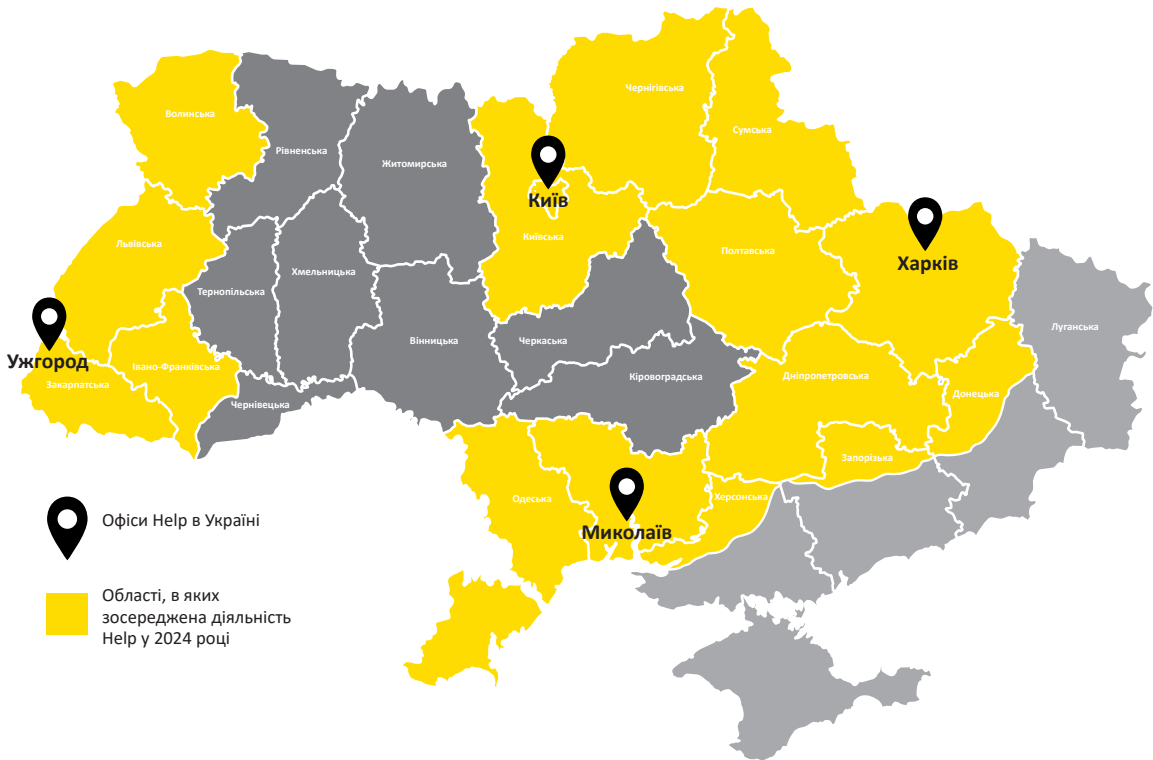 Чернігівська
Волинська
Сумська
Рівненська
Житомирська
Київ
Київська
Львівська
Полтавська
Харків
Хмельницька
Тернопільська
Луганська
Вінницька
Черкаська
Ужгород
Івано-Франківська
Закарпатська
Кіровоградська
Дніпропетровська
Донецька
Чернівецька
Запорізька
Одеська
Херсонська
Миколаїв
Офіси Help в Україні
Області, в яких
зосереджена діяльність
Help у 2024 році